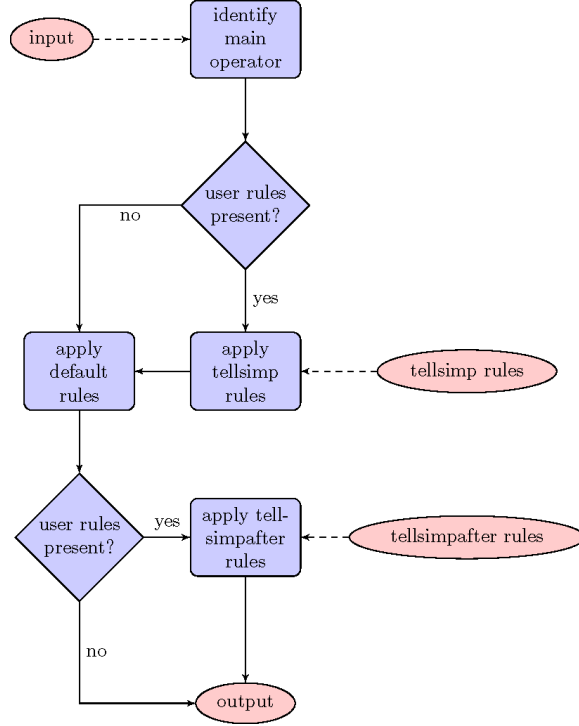 input
identify
main
operator
user rules
present?
no
yes
apply
default
rules
apply
tellsimp
rules
tellsimp rules
user rules
present?
yes
apply tell-
simpafter
rules
tellsimpafter rules
no
output